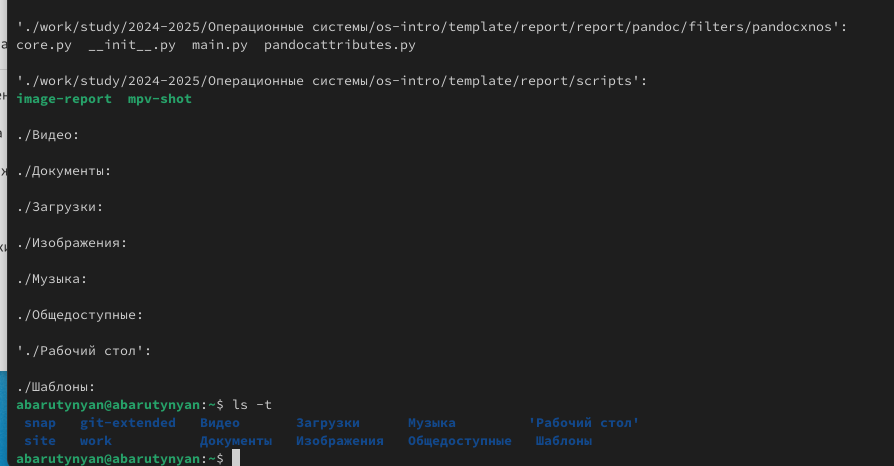 './work/study/2024-2025/Операционные системы/os-intro/template/report/report/pandoc/filters/pandocxnos':
core.py  __init__.py  main.py  pandocattributes.py
'./work/study/2024-2025/Операционные системы/os-intro/template/report/scripts':
image-report  mpv-shot
./Видео:
./Документы:
./Загрузки:
./Изображения:
./Музыка:
./Общедоступные:
'./Рабочий стол':
./Шаблоны:
abarutynyan@abarutynyan:~$ ls -t
snap   git-extended   Видео       Загрузки      Музыка         'Рабочий стол'
site   work           Документы   Изображения   Общедоступные   Шаблоны
abarutynyan@abarutynyan:~$